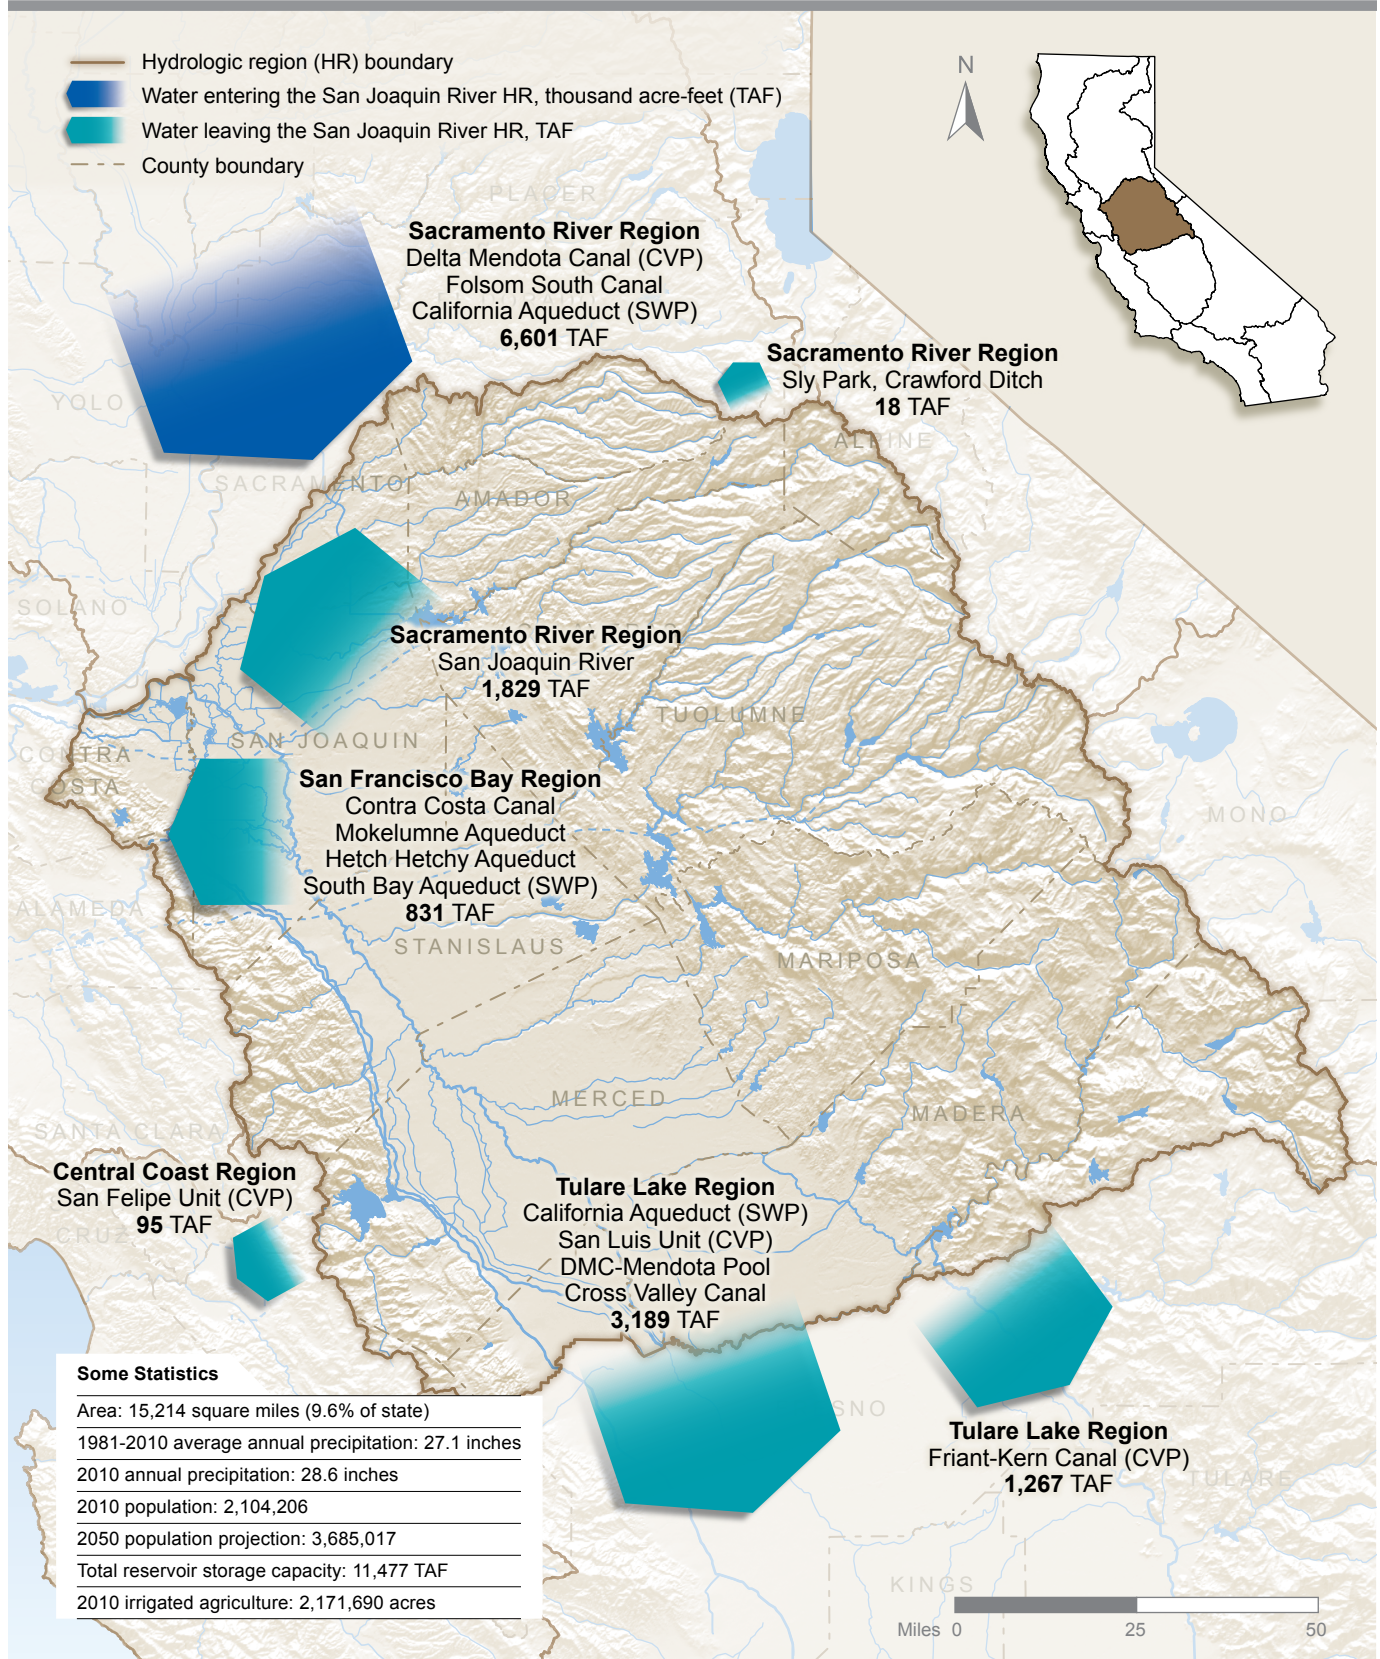 Hydrologic region (HR) boundary
Water entering the San Joaquin River HR, thousand acre-feet (TAF)
Water leaving the San Joaquin River HR, TAF
County boundary
N
PLACER
Sacramento River Region
Delta Mendota Canal (CVP)
Folsom South Canal
California Aqueduct (SWP)
6,601 TAF
Sacramento River Region
Sly Park, Crawford Ditch
18 TAF
YOLO
ALPINE
SACRAMENTO
AMADOR
SOLANO
Sacramento River Region
San Joaquin River
1,829 TAF
TUOLUMNE
SAN JOAQUIN
CONTRA
COSTA
San Francisco Bay Region
Contra Costa Canal
Mokelumne Aqueduct
Hetch Hetchy Aqueduct
South Bay Aqueduct (SWP)
831 TAF
MONO
ALAMEDA
STANISLAUS
MARIPOSA
MERCED
MADERA
SANTA CLARA
Central Coast Region
San Felipe Unit (CVP)
95 TAF
CRUZ
Tulare Lake Region
California Aqueduct (SWP)
San Luis Unit (CVP)
DMC-Mendota Pool
Cross Valley Canal
3,189 TAF
SNO
Tulare Lake Region
Friant-Kern Canal (CVP)
1,267 TAF
TULARE
KINGS
Some Statistics
Area: 15,214 square miles (9.6% of state)
1981-2010 average annual precipitation: 27.1 inches
2010 annual precipitation: 28.6 inches
2010 population: 2,104,206
2050 population projection: 3,685,017
Total reservoir storage capacity: 11,477 TAF
2010 irrigated agriculture: 2,171,690 acres
Miles 0 25 50